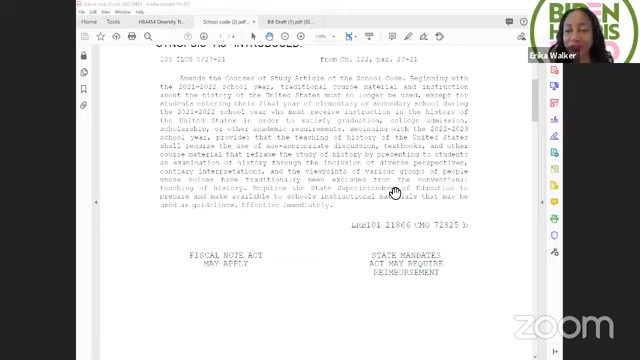 School code (2).pdf (SECURED) - Adobe Acrobat Pro DC
HB4454 Diversity Tr...
School code (2).pdf ...
Bill Draft (1).pdf (SE...
SYNOPSIS AS INTRODUCED:
105 ILCS 5/27-21 from Ch. 122, par. 27-21
Amends the Courses of Study Article of the School Code. Beginning with
the 2021-2022 school year, traditional course material and instruction
about the history of the United States must no longer be used, except for
students entering their final year of elementary or secondary school during
the 2021-2022 school year who must receive instruction in the history of
the United States in order to satisfy graduation, college admission,
scholarship, or other academic requirements. Beginning with the 2022-2023
school year, provides that the teaching of history of the United States
shall require the use of age-appropriate discussion, textbooks, and other
course material that reframe the study of history by presenting to students
an examination of history through the inclusion of diverse perspectives,
contrary interpretations, and the viewpoints of various groups of people
whose voices have traditionally been excluded from the conventional
teaching of history. Requires the State Superintendent of Education to
prepare and make available to schools instructional materials that may be
used as guidelines. Effective immediately.
LRB101 21866 CMG 72825 b
FISCAL NOTE ACT
MAY APPLY
STATE MANDATES
ACT MAY REQUIRE
REIMBURSEMENT
BIDEN
HARRIS
Erika Walker
zoom